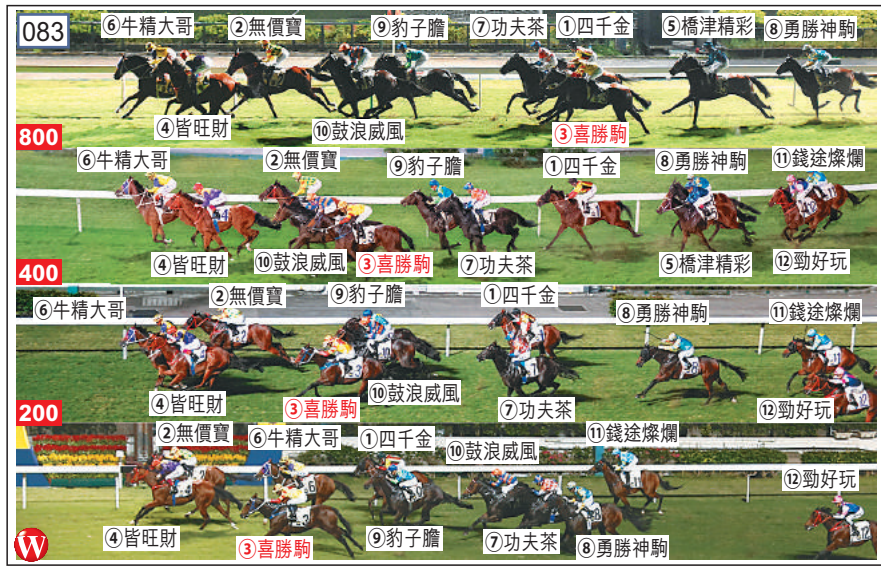 083
⑥牛精大哥 ②無價寶 ⑨豹子膽 ⑦功夫茶 ①四千金 ⑤橋津精彩 ⑧勇勝神駒
④皆旺財 ⑩鼓浪威風 ③喜勝駒
800
⑥牛精大哥 ②無價寶 ⑨豹子膽 ①四千金 ⑧勇勝神駒 ⑪錢途燦爛
④皆旺財 ⑩鼓浪威風 ③喜勝駒 ⑦功夫茶 ⑤橋津精彩 ⑫勁好玩
400
⑥牛精大哥 ②無價寶 ⑨豹子膽 ①四千金 ⑧勇勝神駒 ⑪錢途燦爛
④皆旺財 ③喜勝駒 ⑩鼓浪威風 ⑦功夫茶 ⑫勁好玩
200
②無價寶 ⑥牛精大哥 ①四千金 ⑩鼓浪威風 ⑪錢途燦爛 ⑫勁好玩
④皆旺財 ③喜勝駒 ⑨豹子膽 ⑦功夫茶 ⑧勇勝神駒
W